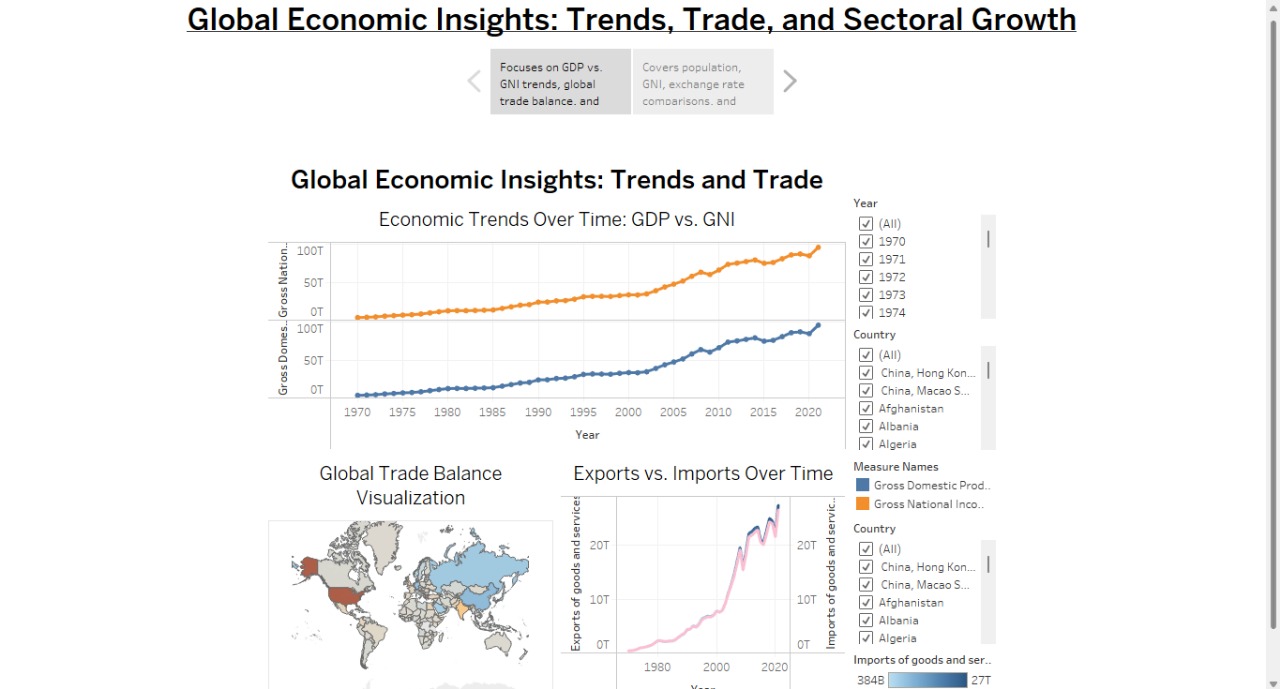 Global Economic Insights: Trends, Trade, and Sectoral Growth
Focuses on GDP vs.
GNI trends, global
trade balance, and
Covers population,
GNI, exchange rate
comparisons, and
Global Economic Insights: Trends and Trade
Economic Trends Over Time: GDP vs. GNI
Gross Nation..
100T
50T
0T
Gross Domes..
100T
50T
0T
1970 1975 1980 1985 1990 1995 2000 2005 2010 2015 2020
Year
Year
(All)
1970
1971
1972
1973
1974
Country
(All)
China, Hong Kon...
China, Macao S...
Afghanistan
Albania
Algeria
Global Trade Balance
Visualization
Exports vs. Imports Over Time
Exports of goods and services
20T
10T
0T
20T
10T
0T
Imports of goods and servic..
1980 2000 2020
Year
Measure Names
Gross Domestic Prod..
Gross National Inco..
Country
(All)
China, Hong Kon...
China, Macao S...
Afghanistan
Albania
Algeria
Imports of goods and ser..
384B 27T